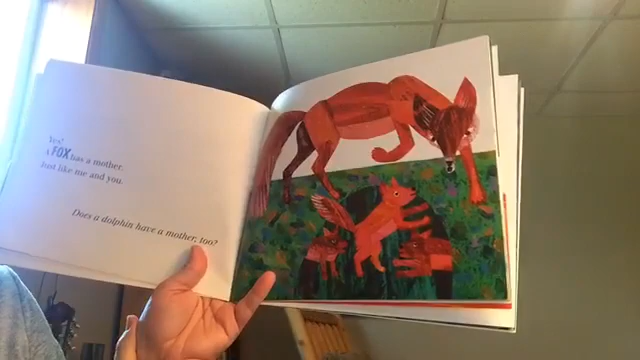 Yes!
A FOX has a mother.
Just like me and you.
Does a dolphin have a mother, too?